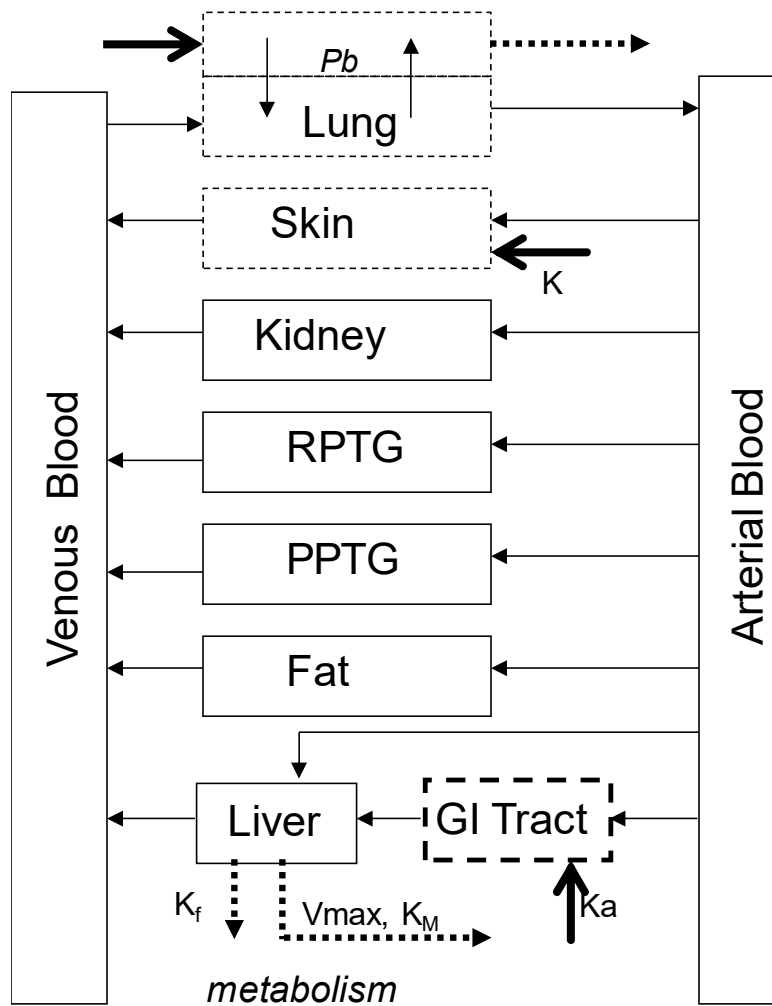 Pb
Lung
Skin
K
Kidney
RPTG
PPTG
Fat
Liver
GI Tract
Kf
Vmax, KM
Ka
metabolism
Venous Blood
Arterial Blood